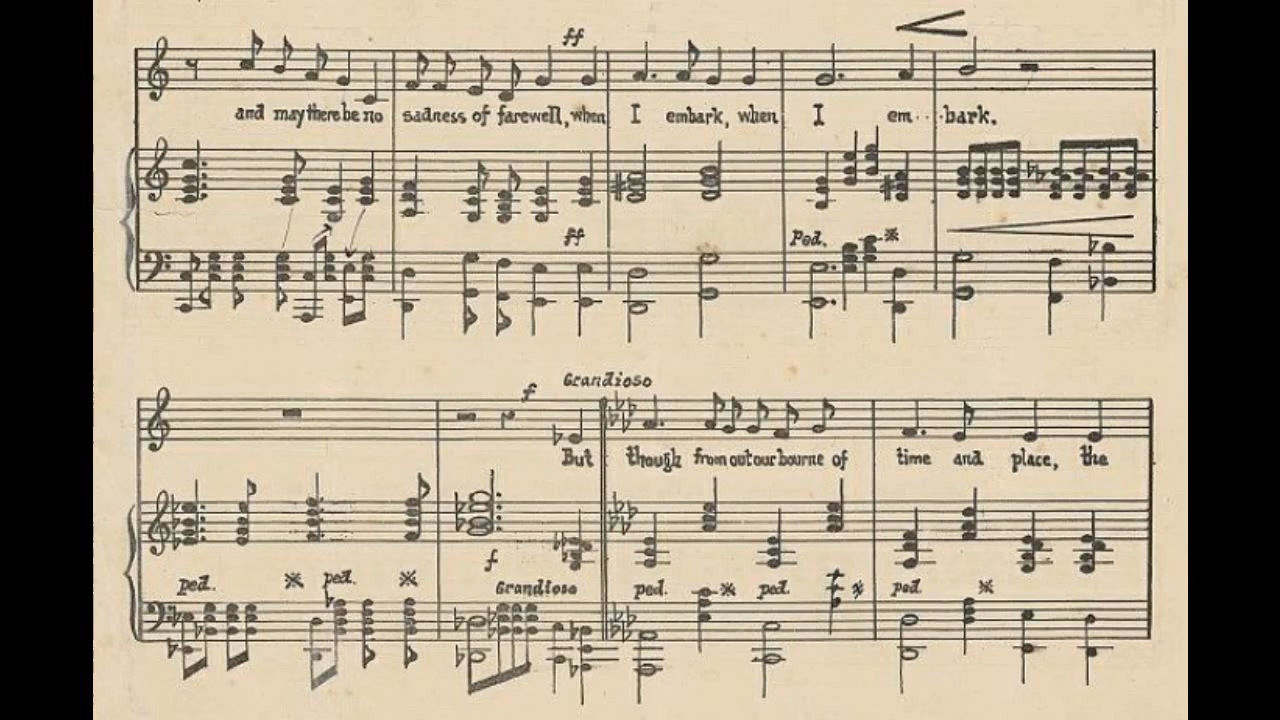 ff
and may there be no sadness of farewell, when I embark, when I em - bark.
ff
Ped.
f Grandioso
But though from out our bourne of time and place, the
ped. ped. f
Grandioso ped. ped. ped.